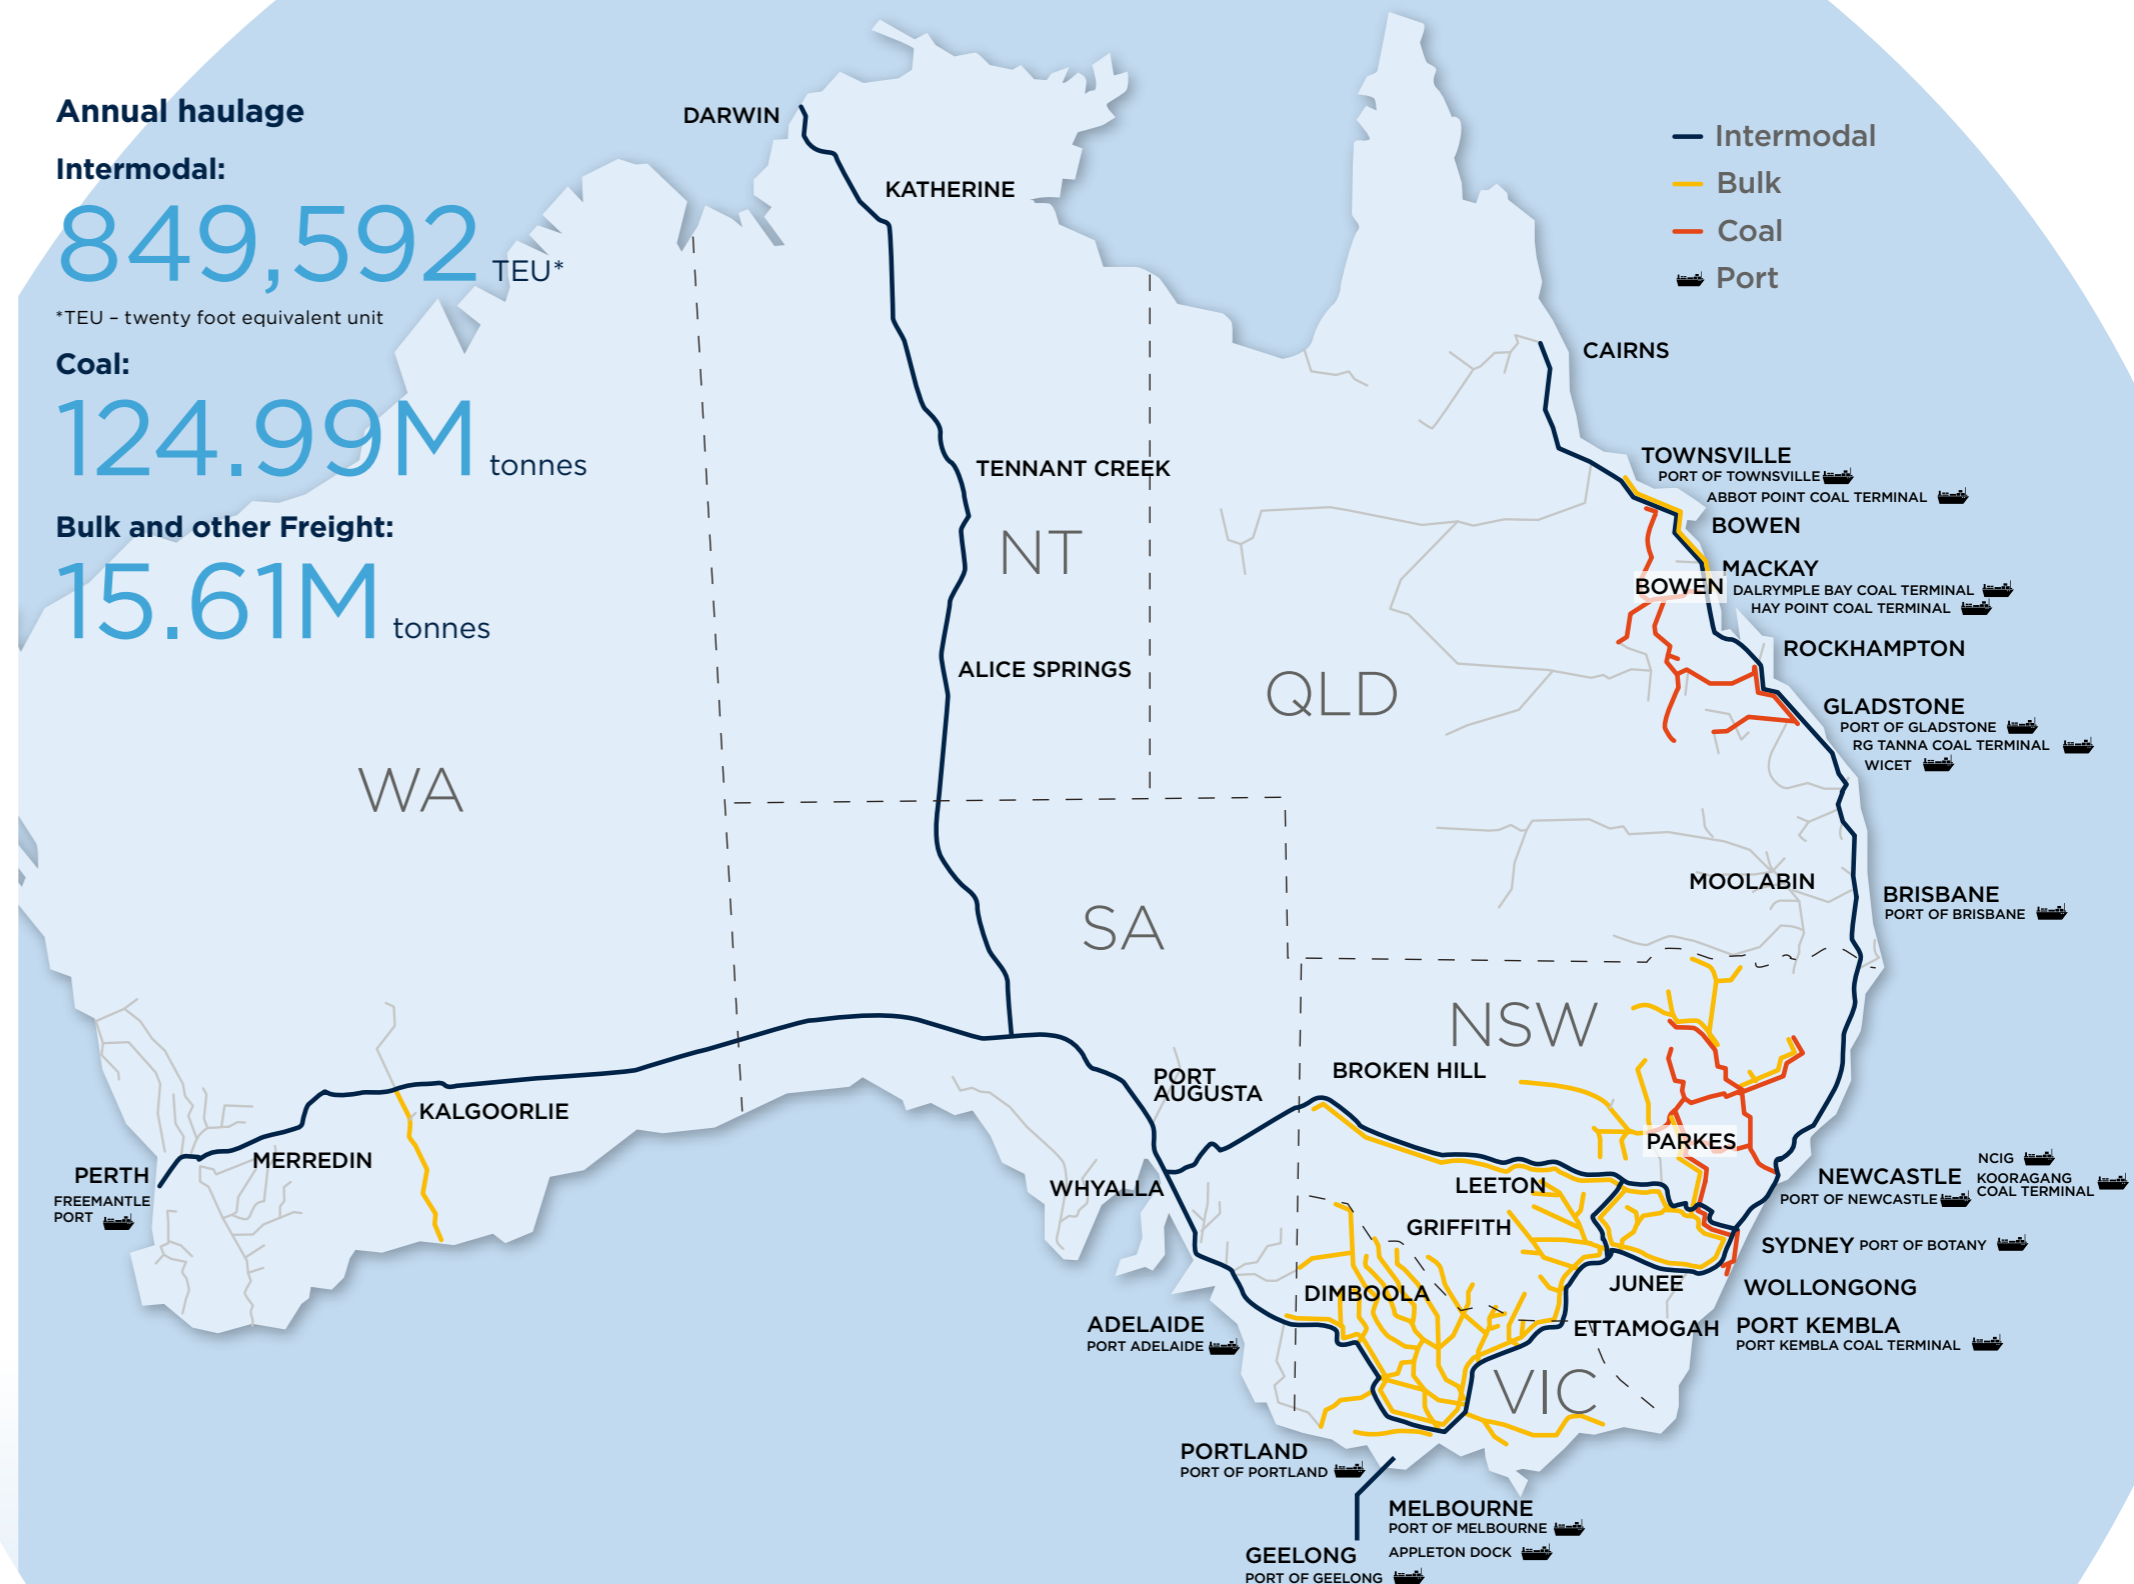 Annual haulage
Intermodal:
849,592 TEU*
*TEU – twenty foot equivalent unit
Coal:
124.99M tonnes
Bulk and other Freight:
15.61M tonnes
Intermodal
Bulk
Coal
Port
DARWIN
KATHERINE
TENNANT CREEK
NT
ALICE SPRINGS
WA
SA
QLD
NSW
VIC
CAIRNS
TOWNSVILLE
PORT OF TOWNSVILLE
ABBOT POINT COAL TERMINAL
BOWEN
MACKAY
BOWEN
DALRYMPLE BAY COAL TERMINAL
HAY POINT COAL TERMINAL
ROCKHAMPTON
GLADSTONE
PORT OF GLADSTONE
RG TANNA COAL TERMINAL
WICET
MOOLABIN
BRISBANE
PORT OF BRISBANE
BROKEN HILL
PORT
AUGUSTA
KALGOORLIE
MERREDIN
PERTH
FREEMANTLE
PORT
WHYALLA
PARKES
LEETON
GRIFFITH
NEWCASTLE
PORT OF NEWCASTLE
NCIG
KOORAGANG
COAL TERMINAL
SYDNEY PORT OF BOTANY
JUNEE
WOLLONGONG
DIMBOOLA
ETTAMOGAH
PORT KEMBLA
PORT KEMBLA COAL TERMINAL
ADELAIDE
PORT ADELAIDE
PORTLAND
PORT OF PORTLAND
MELBOURNE
PORT OF MELBOURNE
APPLETON DOCK
GEELONG
PORT OF GEELONG